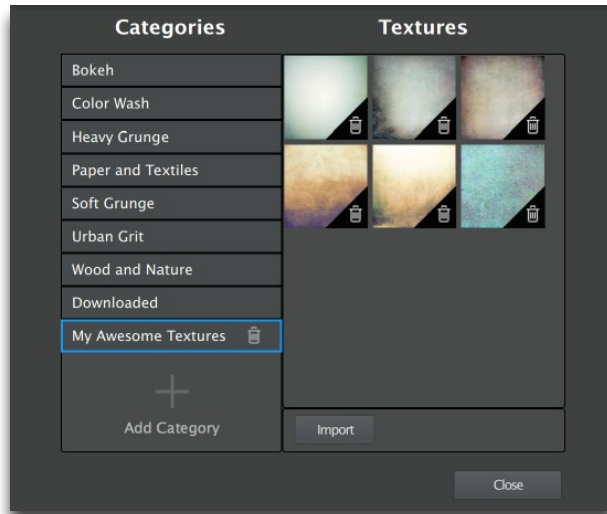 Categories
Textures
Bokeh
Color Wash
Heavy Grunge
Paper and Textiles
Soft Grunge
Urban Grit
Wood and Nature
Downloaded
My Awesome Textures
Add Category
Import
Close